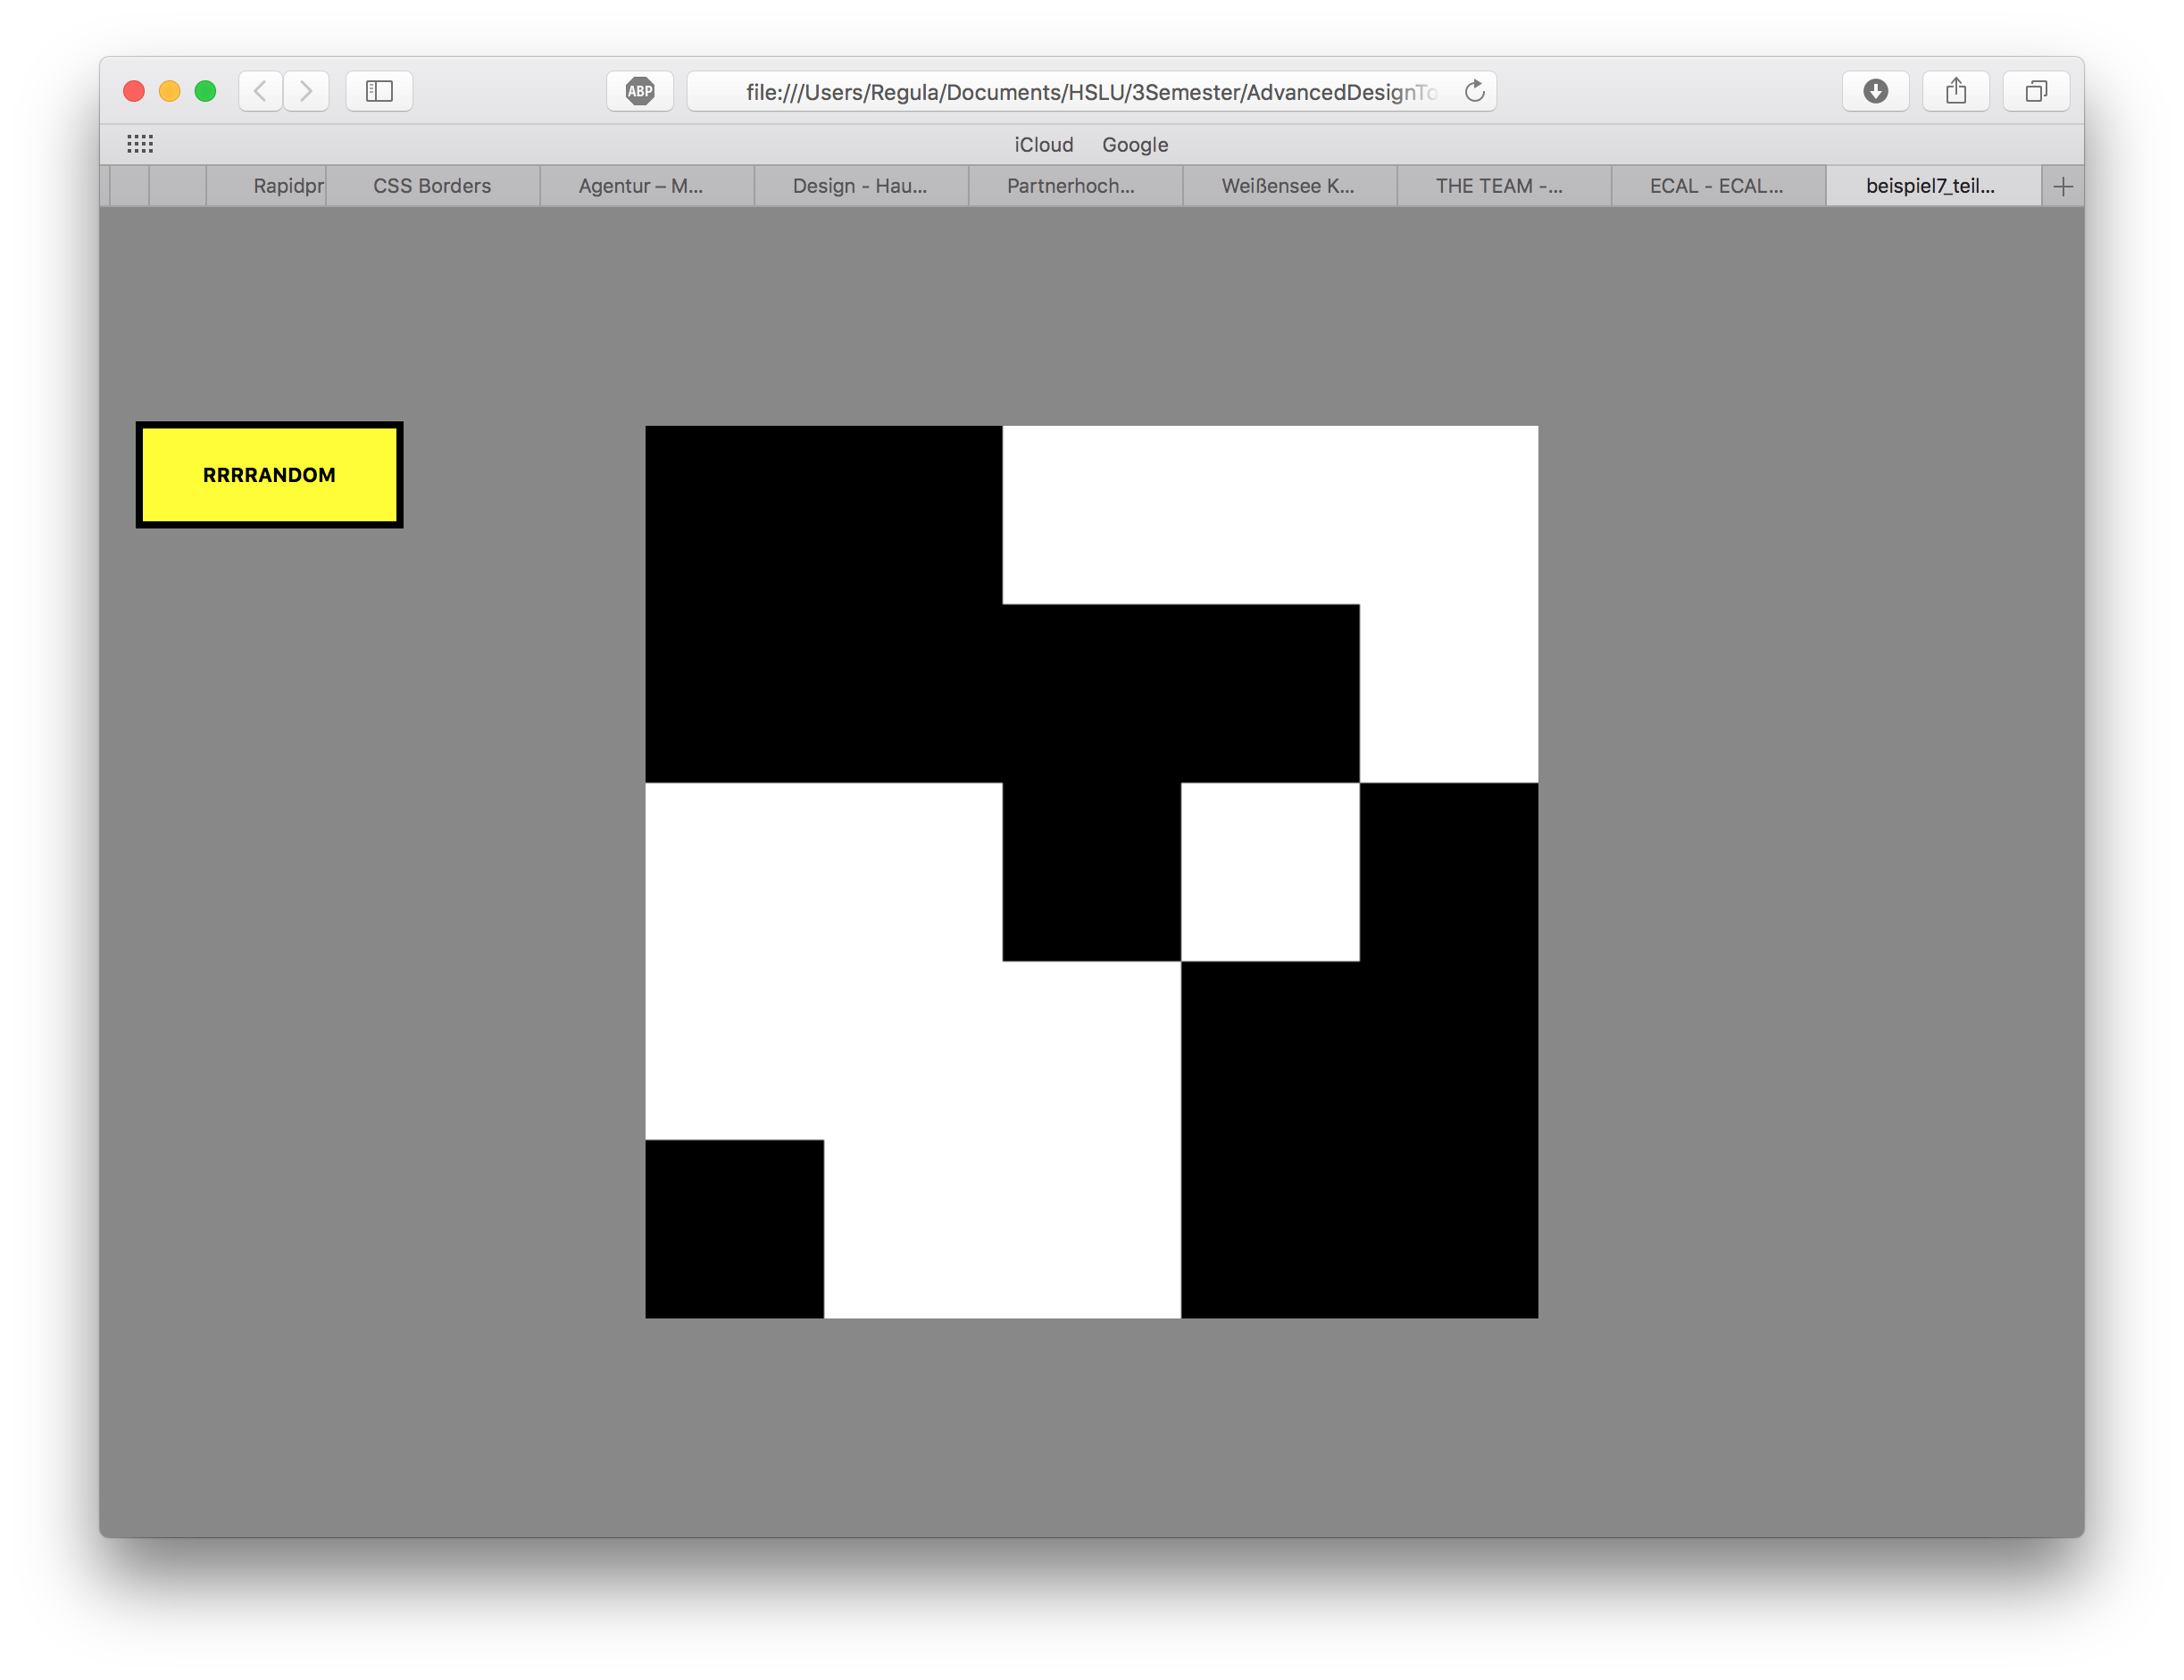 ABP
file:///Users/Regula/Documents/HSLU/3Semester/AdvancedDesignTo
iCloud Google
Rapidpr CSS Borders Agentur – M... Design - Hau... Partnerhoch... Weißensee K... THE TEAM -... ECAL - ECAL... beispiel7_teil...
RRRRANDOM